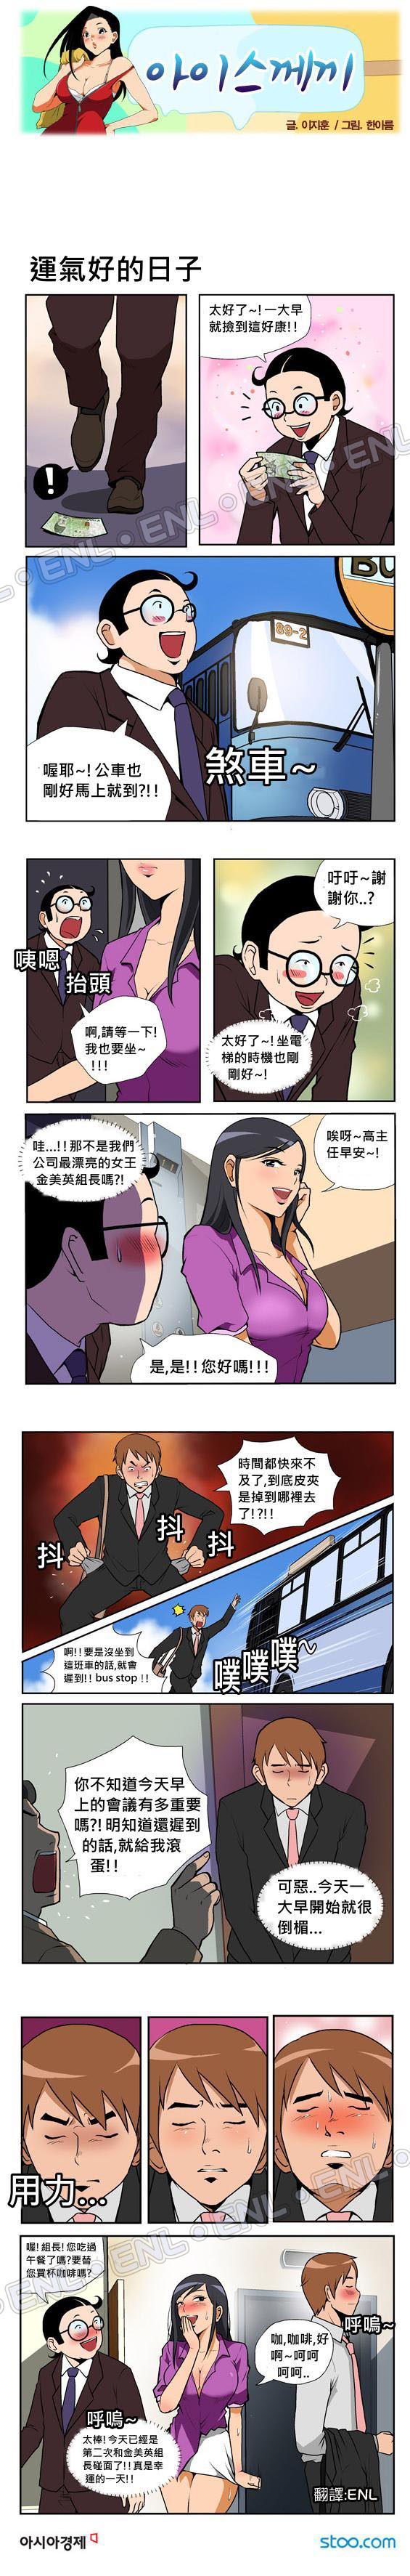 아이스께끼
글. 이지훈 / 그림. 한아름
運氣好的日子
太好了~!一大早
就撿到這好康!!
!
ENL • ENL • ENL • ENL • ENL
BU
89-2
喔耶~!公車也
剛好馬上就到?!!
煞車~
咦嗯
抬頭
啊,請等一下!
我也要坐~
!!!
吁吁~謝
謝你..?
太好了~!坐電
梯的時機也剛
剛好~!
哇...!!那不是我們
公司最漂亮的女王
金美英組長嗎?!
唉呀~高主
任早安~!
是,是!!您好嗎!!!
時間都快來不
及了,到底皮夾
是掉到哪裡去
了!?!!
抖
抖
抖
啊!!要是沒坐到
這班車的話,就會
遲到!! bus stop !!
噗噗噗~
你不知道今天早
上的會議有多重要
嗎?!明知道還遲到
的話,就給我滾
蛋!!
可惡..今天一
大早開始就很
倒楣...
用力...
ENL • ENL • ENL • ENL • ENL
喔!組長!您吃過
午餐了嗎?要替
您買杯咖啡嗎?
咖,咖啡,好
啊~呵呵
呵呵..
呼嗚~
呼嗚~
太棒!今天已經是
第二次和金美英組
長碰面了!!真是幸
運的一天!!
翻譯:ENL
아시아경제
stoo.com